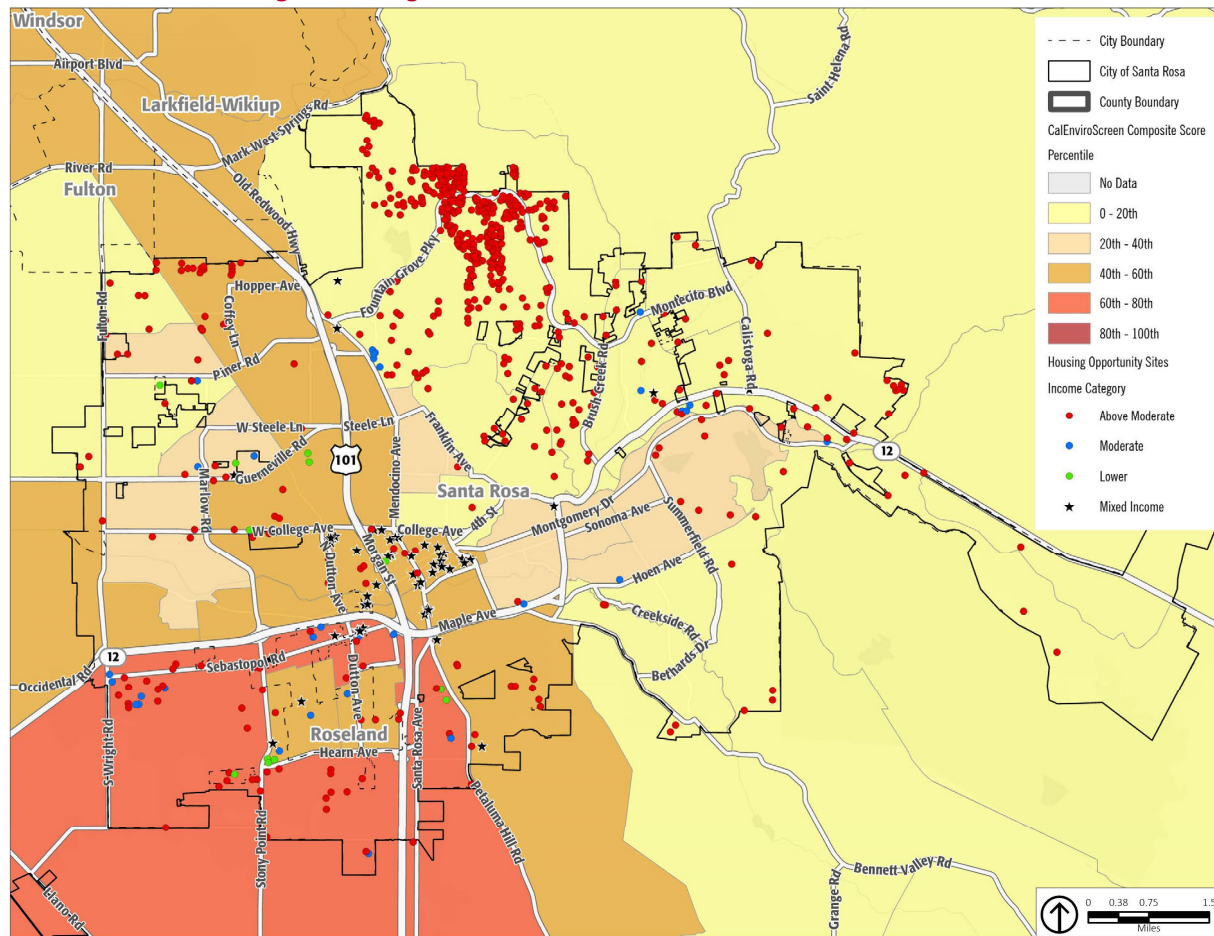 Windsor
Airport Blvd
Larkfield-Wikiup
Mark West Springs Rd
River Rd
Fulton
Old Redwood Hwy
Saint Helena Rd
Fountain Grove Pky
Hopper Ave
Coffey Ln
Fulton Rd
Piner Rd
Montecito Blvd
Calistoga Rd
Brush Creek Rd
W Steele Ln
Steele Ln
Franklin Ave
Guerneville Rd
101
Mendocino Ave
Marlow Rd
Santa Rosa
12
W College Ave
College Ave
4th St
Montgomery Dr
Sonoma Ave
Summerfield Rd
Morgan St
N Dutton Ave
Hoen Ave
Maple Ave
Creekside Rd
Bethards Dr
12
Sebastopol Rd
Occidental Rd
Dutton Ave
Roseland
Hearn Ave
Santa Rosa Ave
S Wright Rd
Stony Point Rd
Petaluma Hill Rd
Llano Rd
Bennett Valley Rd
Grange Rd
City Boundary
City of Santa Rosa
County Boundary
CalEnviroScreen Composite Score
Percentile
No Data
0 - 20th
20th - 40th
40th - 60th
60th - 80th
80th - 100th
Housing Opportunity Sites
Income Category
Above Moderate
Moderate
Lower
Mixed Income
0 0.38 0.75 1.5
Miles